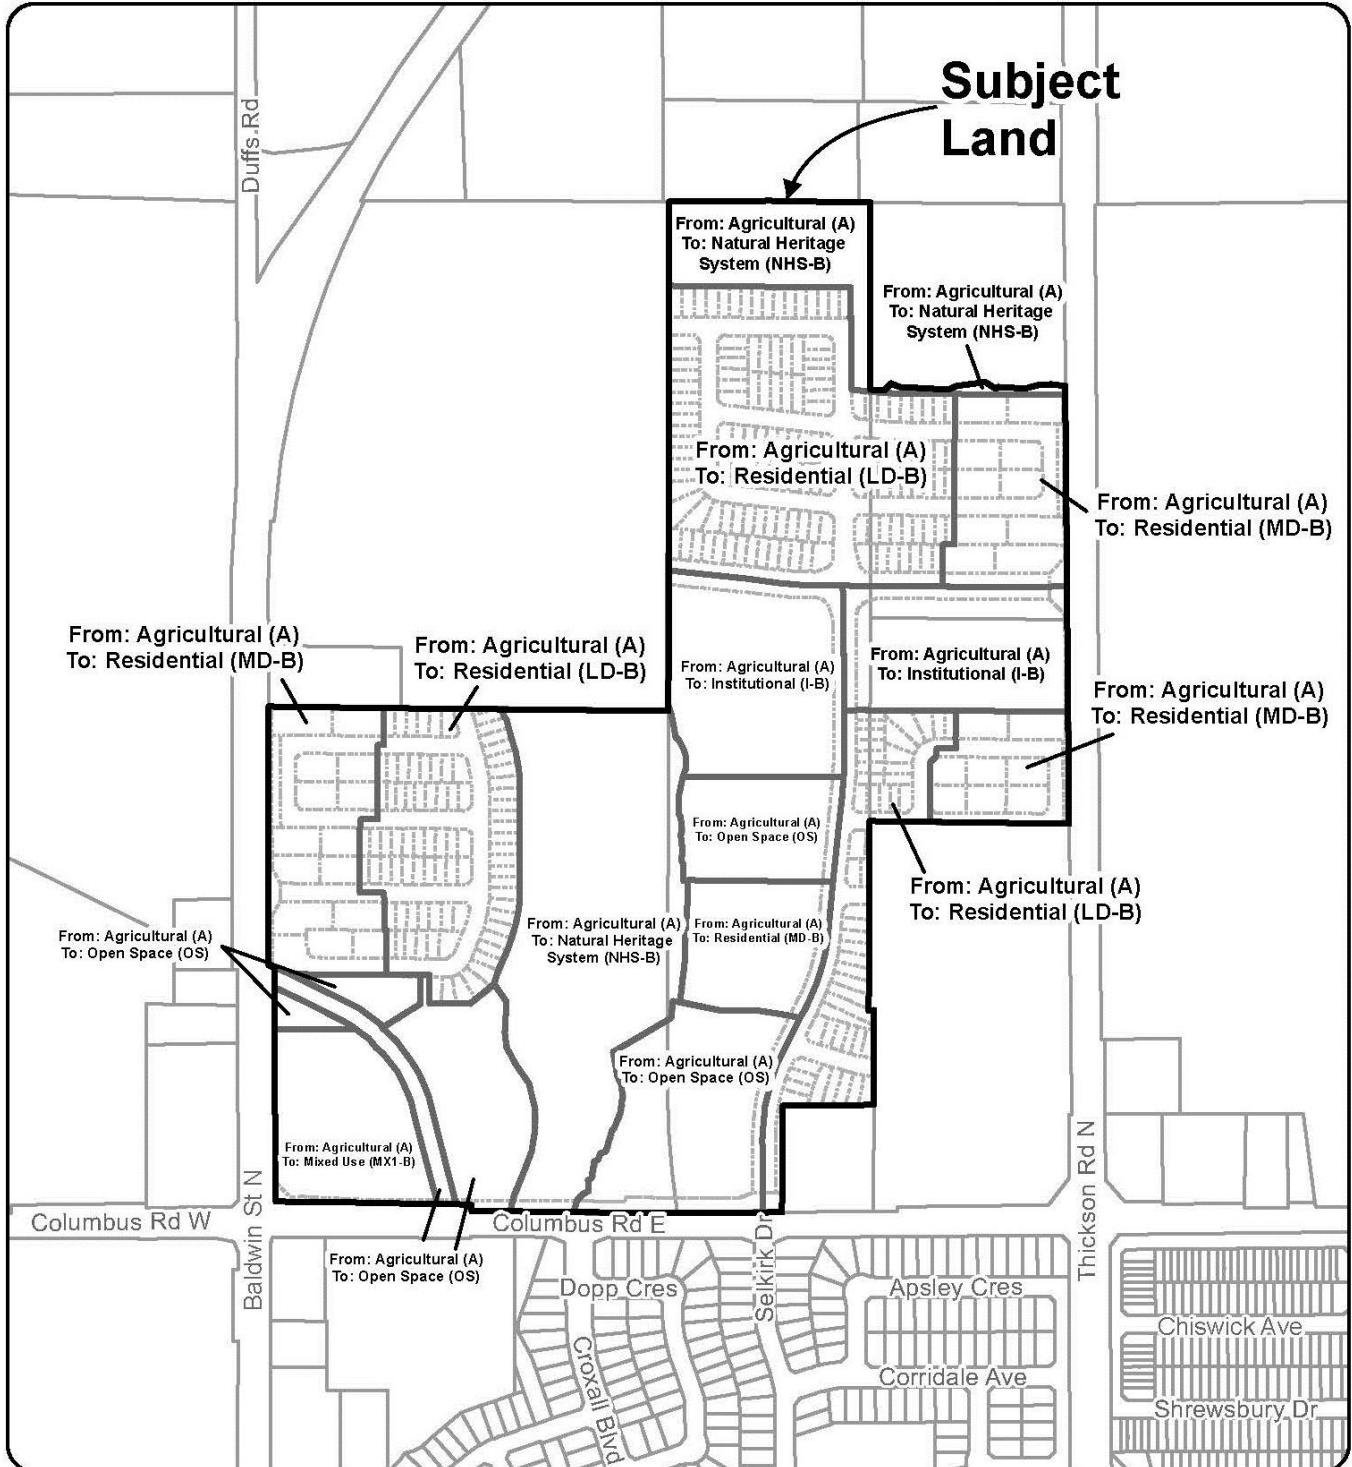 Subject
Land
Duffs Rd
From: Agricultural (A)
To: Natural Heritage
System (NHS-B)
From: Agricultural (A)
To: Natural Heritage
System (NHS-B)
From: Agricultural (A)
To: Residential (LD-B)
From: Agricultural (A)
To: Residential (MD-B)
From: Agricultural (A)
To: Residential (MD-B)
From: Agricultural (A)
To: Residential (LD-B)
From: Agricultural (A)
To: Institutional (I-B)
From: Agricultural (A)
To: Institutional (I-B)
From: Agricultural (A)
To: Residential (MD-B)
From: Agricultural (A)
To: Open Space (OS)
From: Agricultural (A)
To: Residential (LD-B)
From: Agricultural (A)
To: Open Space (OS)
From: Agricultural (A)
To: Natural Heritage
System (NHS-B)
From: Agricultural (A)
To: Residential (MD-B)
From: Agricultural (A)
To: Open Space (OS)
From: Agricultural (A)
To: Mixed Use (MX1-B)
Columbus Rd W
Baldwin St N
Columbus Rd E
Selkirk Dr
Thickson Rd N
From: Agricultural (A)
To: Open Space (OS)
Dopp Cres
Apsley Cres
Chiswick Ave
Croxall Blvd
Corridale Ave
Shrewsbury Dr